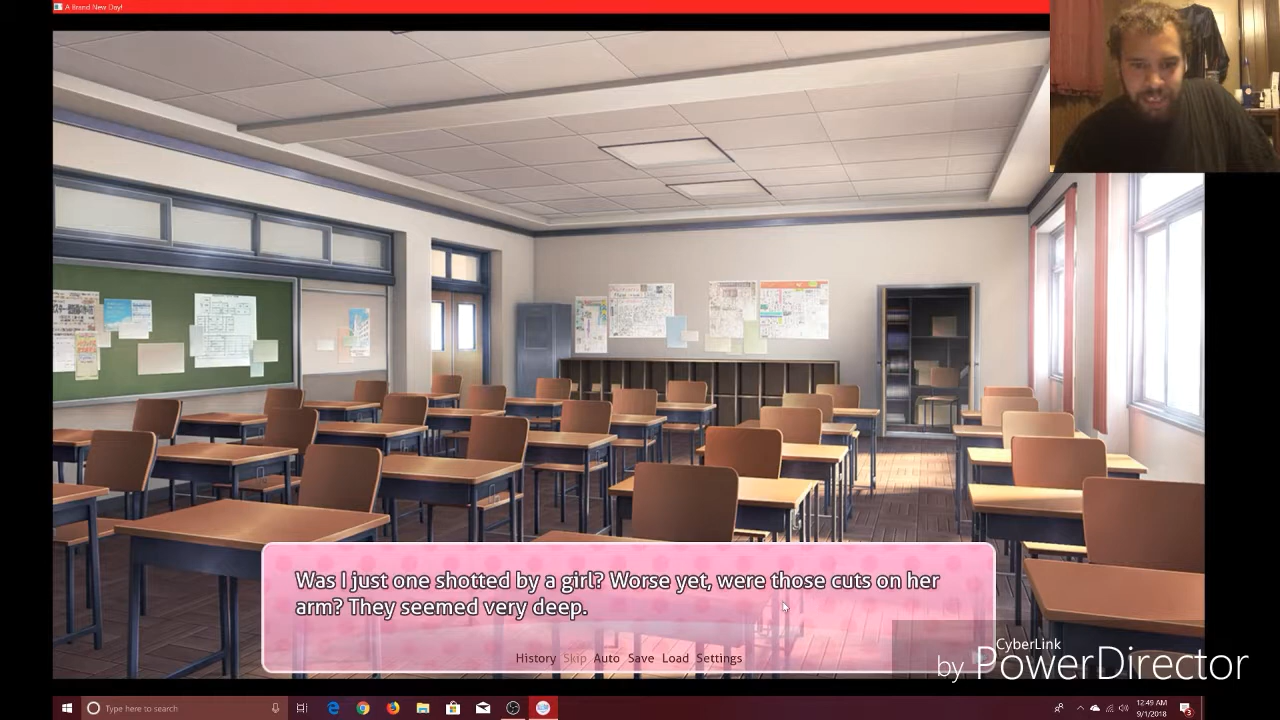 A Brand New Day!
Was I just one shotted by a girl? Worse yet, were those cuts on her
arm? They seemed very deep.
History Skip Auto Save Load Settings
CyberLink
by PowerDirector
Type here to search
12:49 AM
9/1/2018